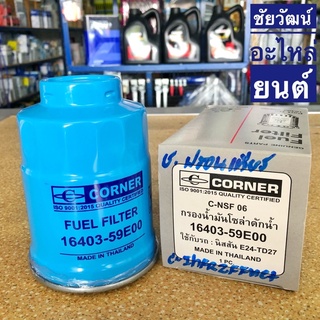 ชัยวัฒน์
อะไหล่
ยนต์
Fuel
Filter
C CORNER
ISO 9001:2015 QUALITY CERTIFIED
FUEL FILTER
16403-59E00
MADE IN THAILAND
C CORNER
ISO 9001:2015 QUALITY CERTIFIED
C-NSF 06
กรองน้ำมันโซล่าดักน้ำ
16403-59E00
ใช้กับรถ : นิสสัน E24-TD27
MADE IN THAILAND
1 PC.